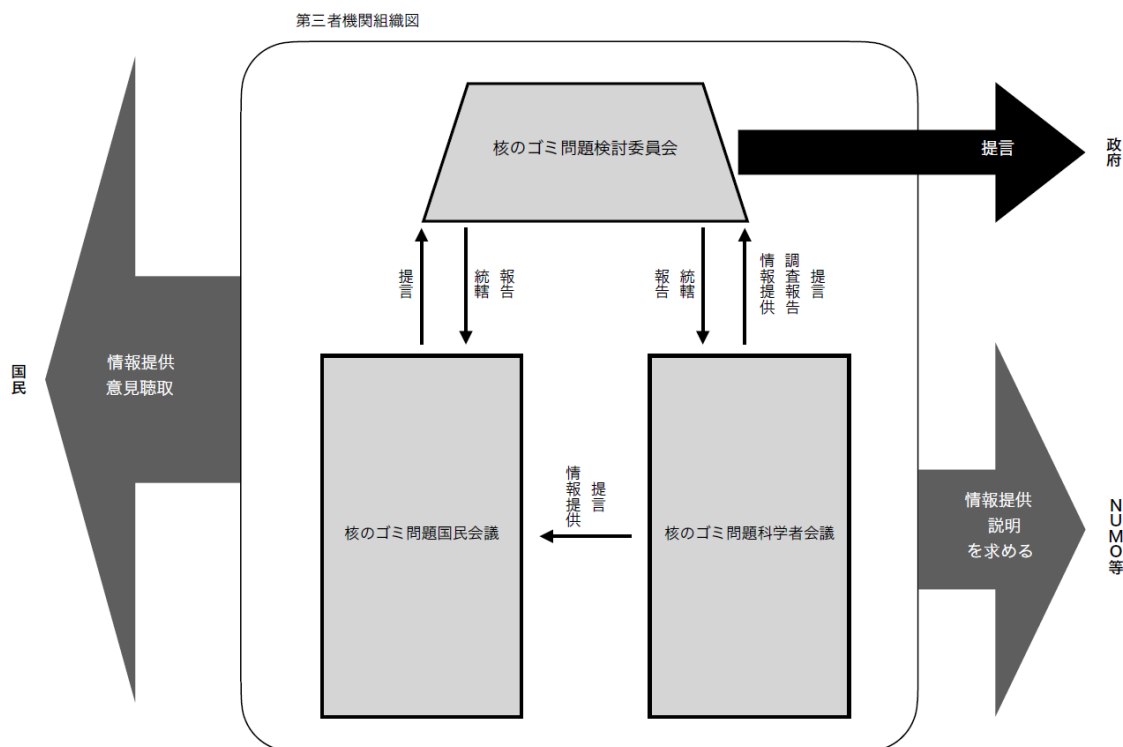 第三者機関組織図
核のゴミ問題検討委員会
提言
政府
提言
報告
統轄
統轄
報告
提言
調査報告
情報提供
国民
情報提供
意見聴取
提言
情報提供
核のゴミ問題国民会議
核のゴミ問題科学者会議
情報提供
説明
を求める
NUMO等